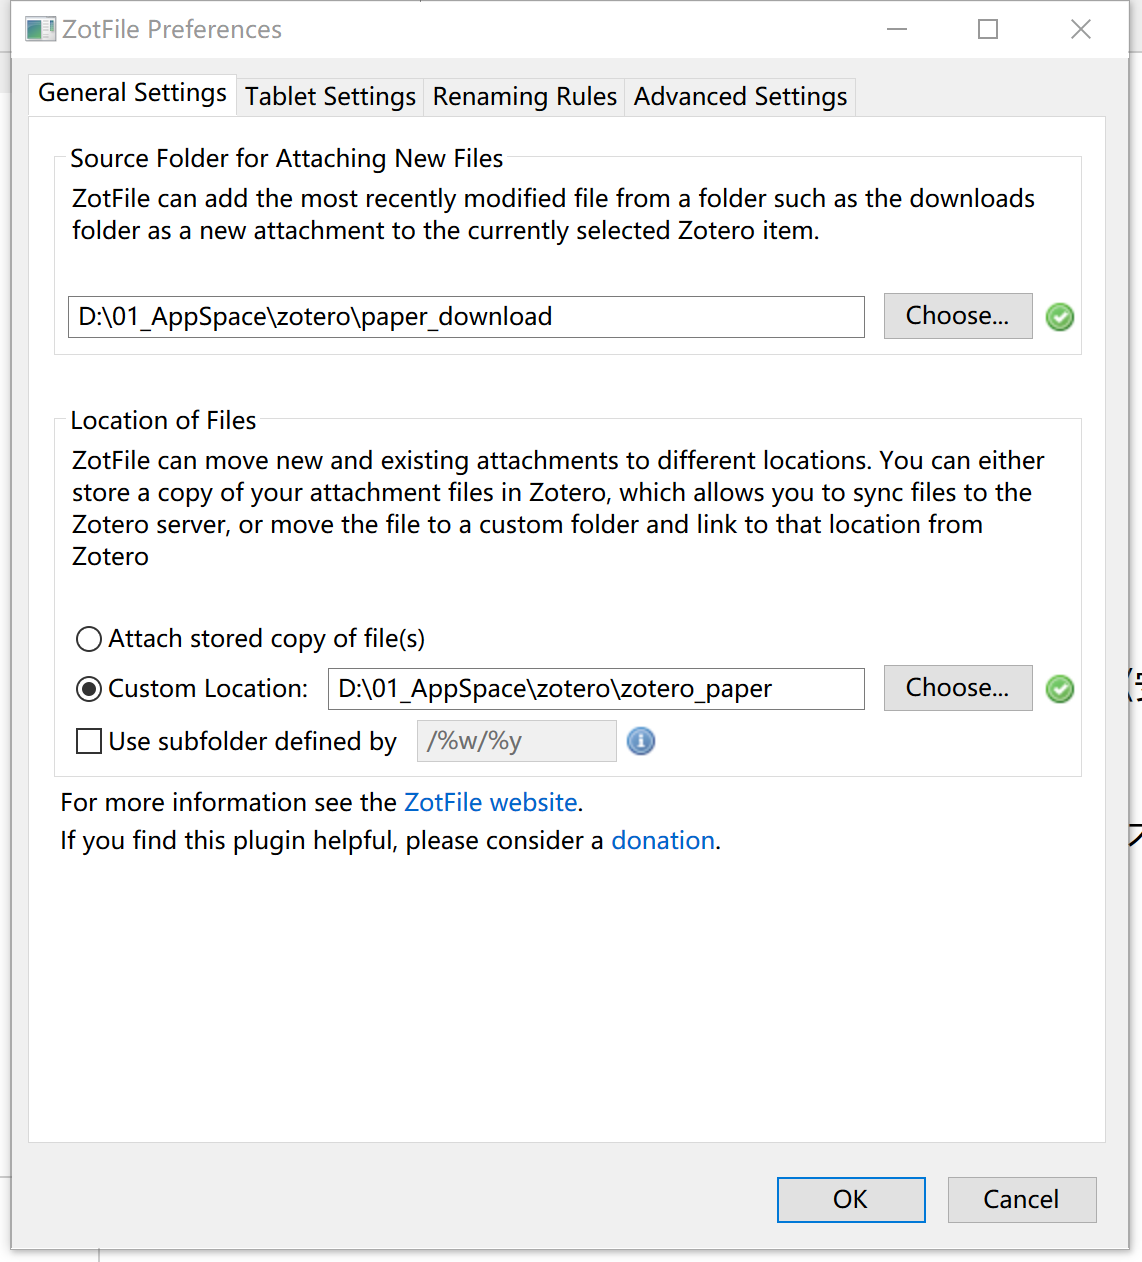 ZotFile Preferences
General Settings Tablet Settings Renaming Rules Advanced Settings
Source Folder for Attaching New Files
ZotFile can add the most recently modified file from a folder such as the downloads
folder as a new attachment to the currently selected Zotero item.
D:\01_AppSpace\zotero\paper_download Choose...
Location of Files
ZotFile can move new and existing attachments to different locations. You can either
store a copy of your attachment files in Zotero, which allows you to sync files to the
Zotero server, or move the file to a custom folder and link to that location from
Zotero
Attach stored copy of file(s)
Custom Location: D:\01_AppSpace\zotero\zotero_paper Choose...
Use subfolder defined by /%w/%y
For more information see the ZotFile website.
If you find this plugin helpful, please consider a donation.
OK Cancel